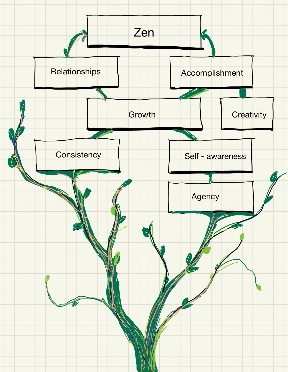 Zen
Relationships
Accomplishment
Growth
Creativity
Consistency
Self - awareness
Agency